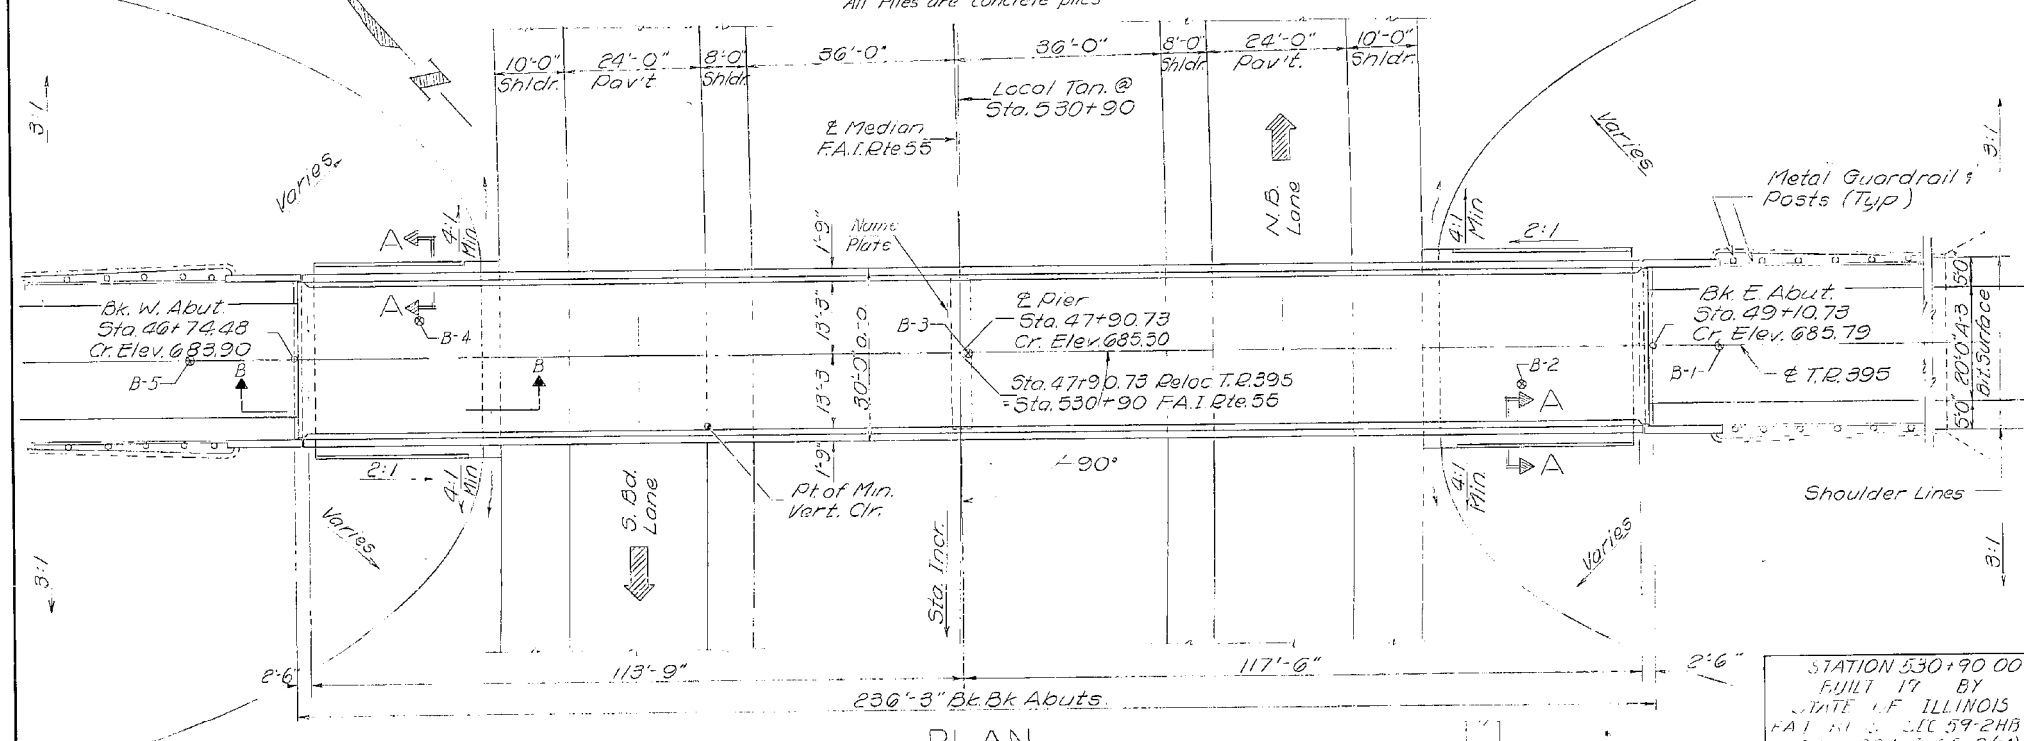 All Piles are concrete piles
10'-0"
Shldr.
24'-0"
Pav't.
8'-0"
Shldr.
36'-0"
36'-0"
8'-0"
Shldr.
24'-0"
Pav't.
10'-0"
Shldr.
Local Tan. @
Sta. 530+90
℄ Median
F.A.I. Rte 55
N.B.
Lane
3:1
Varies
Varies
3:1
Metal Guardrail &
Posts (Typ.)
A
4:1
Min.
Name
Plate
1'-9"
4:1
Min
2:1
Bk. W. Abut.
Sta. 46+74.48
Cr. Elev. 683.90
A
B-4
B-5
B
B
13'-3"
13'-3
30'-0" o.-o.
B-3
℄ Pier
Sta. 47+90.73
Cr. Elev. 685.30
Sta. 47+90.73 Reloc T.R. 395
= Sta. 530+90 F.A.I. Rte. 55
B-2
A
Bk. E. Abut.
Sta. 49+10.73
Cr. Elev. 685.79
B-1
℄ T.R. 395
5'0"
20'0" A-3
5'0
Bit. Surface
2:1
4:1
Min
1'-9"
90°
A
4:1
Min.
Pt. of Min.
Vert. Clr.
Shoulder Lines
Varies
S. Bd.
Lane
Sta. Incr.
Varies
3:1
3:1
2'-6"
113'-9"
117'-6"
2'-6"
236'-3" Bk. Bk Abuts.
PLAN
STATION 530+90.00
BUILT 19 BY
STATE OF ILLINOIS
SEC 59-2HB